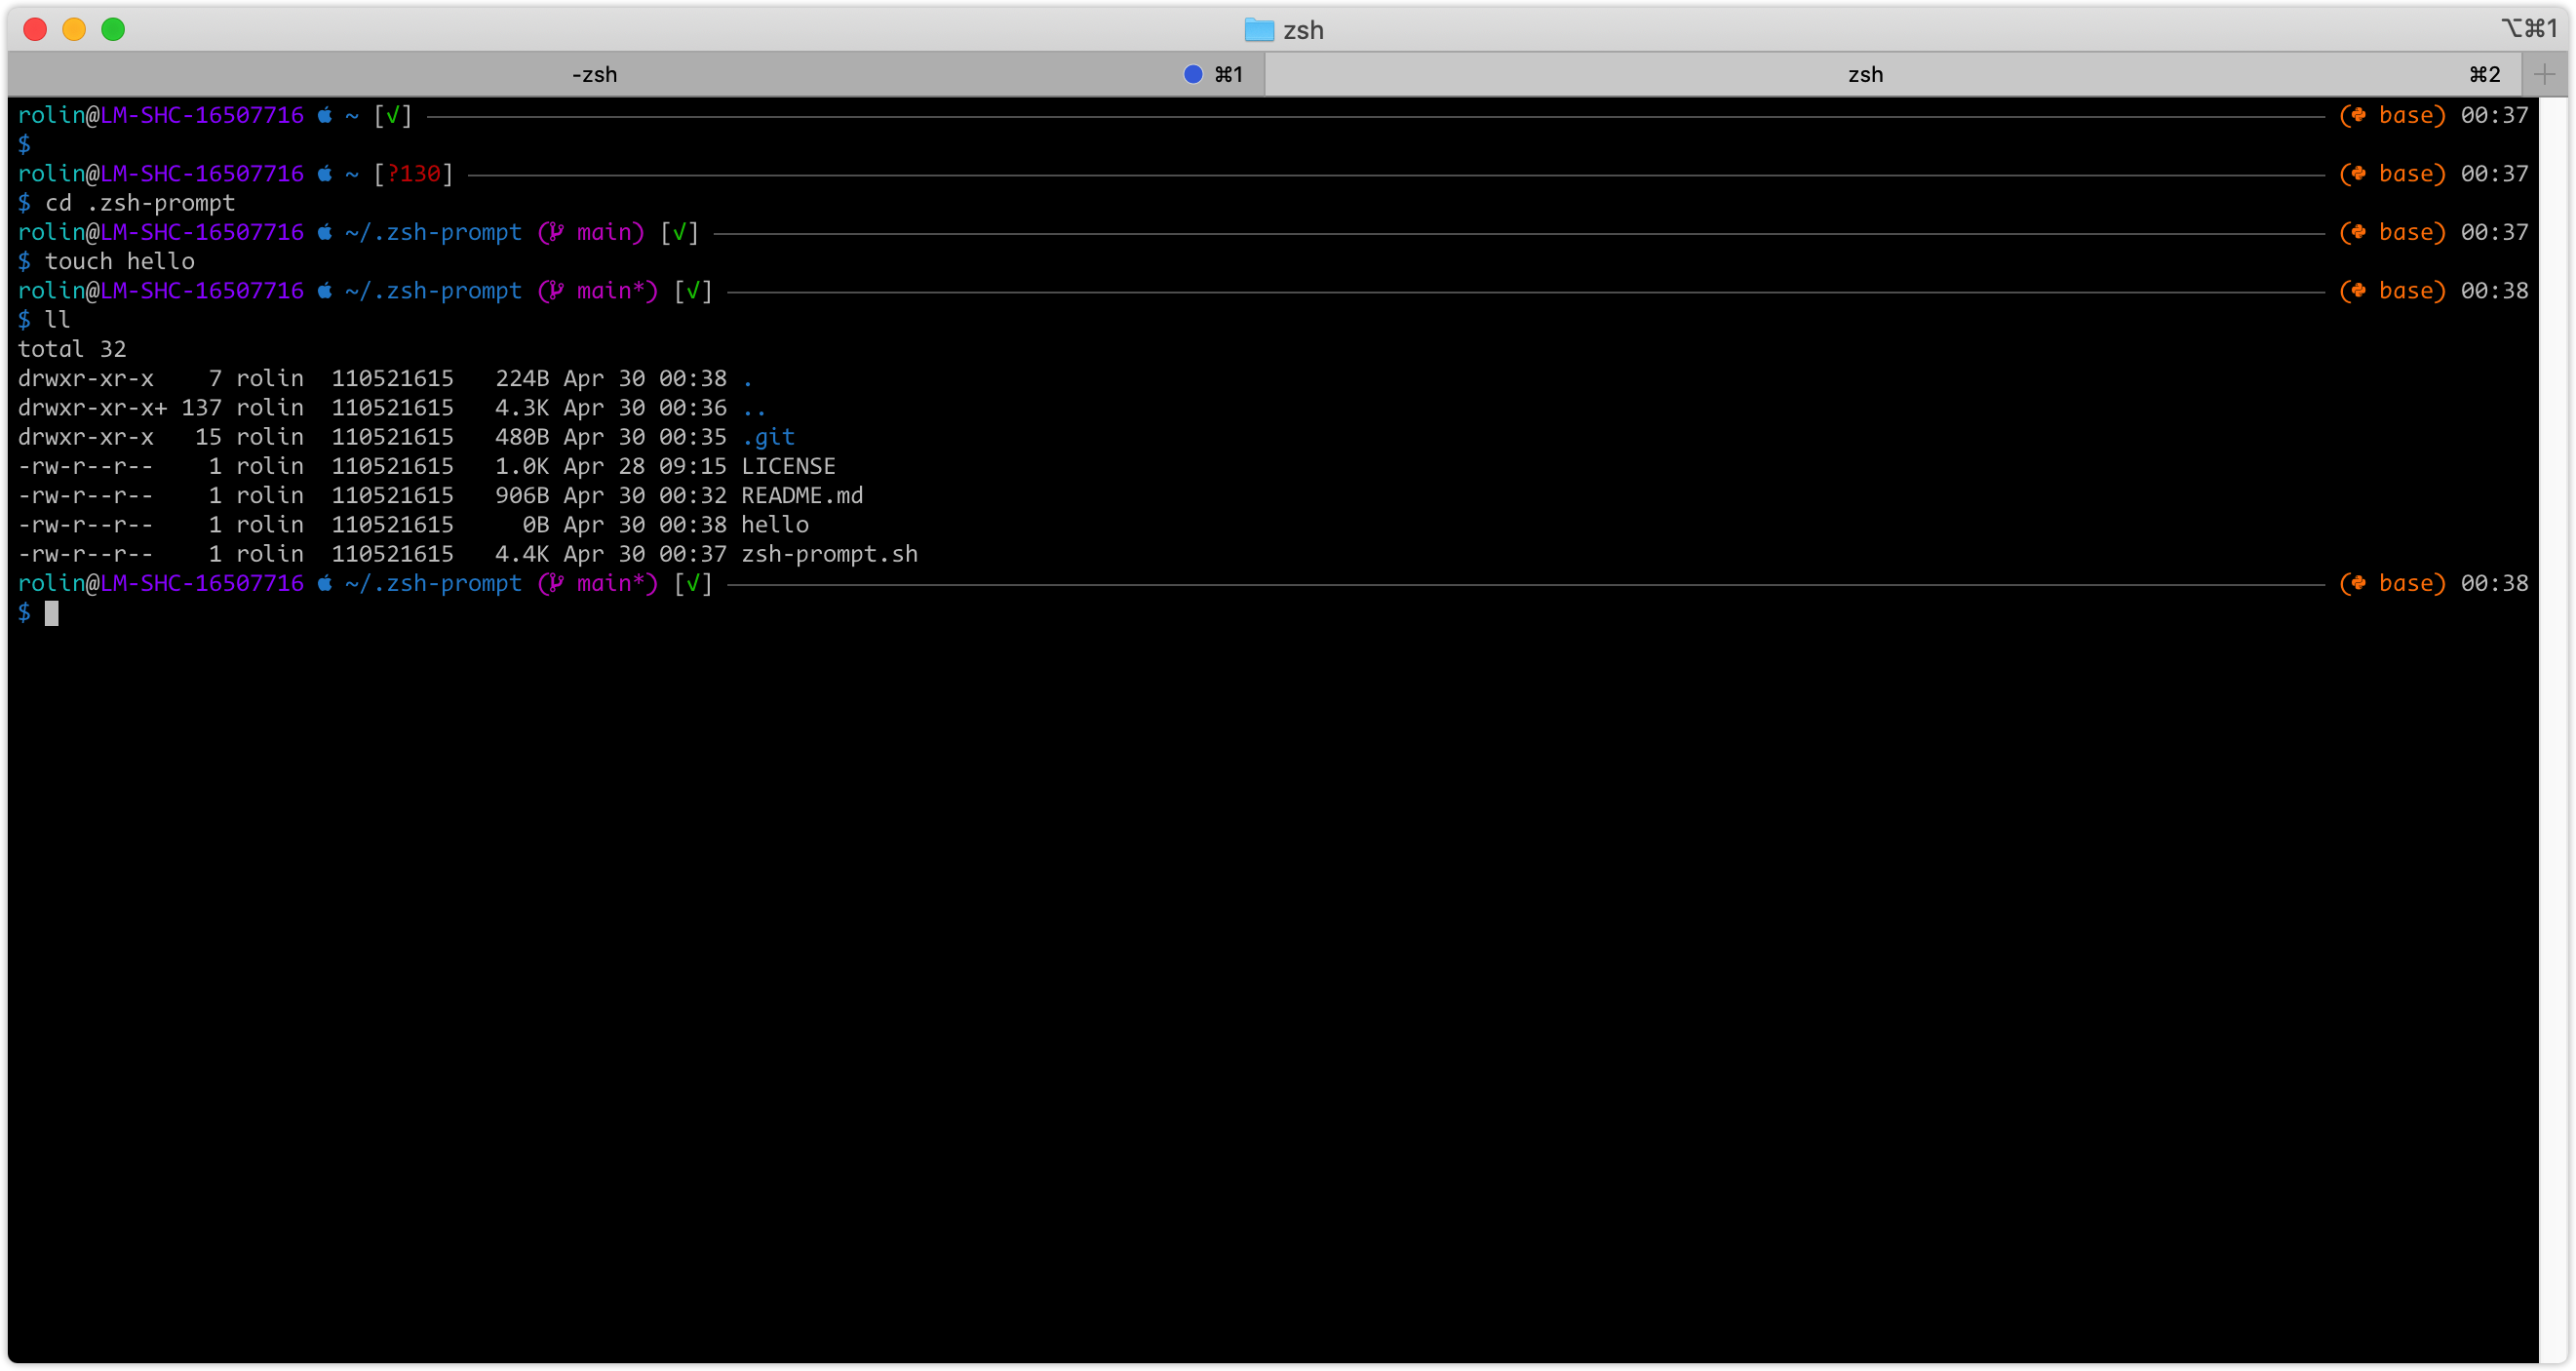 zsh ⌥⌘1
-zsh ⌘1 zsh ⌘2
rolin@LM-SHC-16507716  ~ [√] ( base) 00:37
$
rolin@LM-SHC-16507716  ~ [?130] ( base) 00:37
$ cd .zsh-prompt
rolin@LM-SHC-16507716  ~/.zsh-prompt ( main) [√] ( base) 00:37
$ touch hello
rolin@LM-SHC-16507716  ~/.zsh-prompt ( main*) [√] ( base) 00:38
$ ll
total 32
drwxr-xr-x    7 rolin  110521615   224B Apr 30 00:38 .
drwxr-xr-x+ 137 rolin  110521615   4.3K Apr 30 00:36 ..
drwxr-xr-x   15 rolin  110521615   480B Apr 30 00:35 .git
-rw-r--r--    1 rolin  110521615   1.0K Apr 28 09:15 LICENSE
-rw-r--r--    1 rolin  110521615   906B Apr 30 00:32 README.md
-rw-r--r--    1 rolin  110521615     0B Apr 30 00:38 hello
-rw-r--r--    1 rolin  110521615   4.4K Apr 30 00:37 zsh-prompt.sh
rolin@LM-SHC-16507716  ~/.zsh-prompt ( main*) [√] ( base) 00:38
$